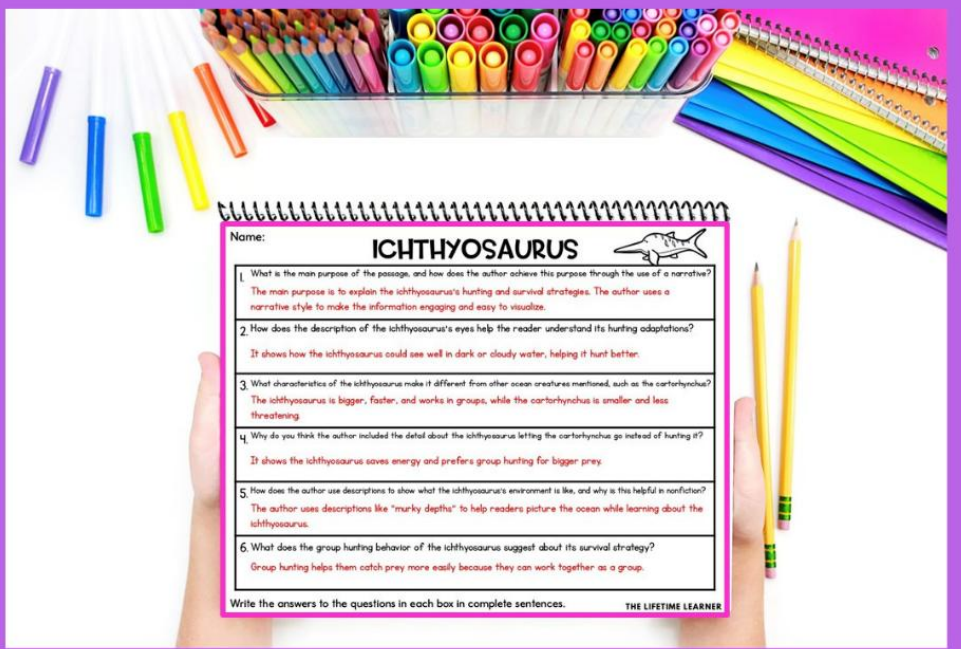 Name:
ICHTHYOSAURUS
1. What is the main purpose of the passage, and how does the author achieve this purpose through the use of a narrative?
The main purpose is to explain the ichthyosaurus's hunting and survival strategies. The author uses a
narrative style to make the information engaging and easy to visualize.
2. How does the description of the ichthyosaurus's eyes help the reader understand its hunting adaptations?
It shows how the ichthyosaurus could see well in dark or cloudy water, helping it hunt better.
3. What characteristics of the ichthyosaurus make it different from other ocean creatures mentioned, such as the cartorhynchus?
The ichthyosaurus is bigger, faster, and works in groups, while the cartorhynchus is smaller and less
threatening.
4. Why do you think the author included the detail about the ichthyosaurus letting the cartorhynchus go instead of hunting it?
It shows the ichthyosaurus saves energy and prefers group hunting for bigger prey.
5. How does the author use descriptions to show what the ichthyosaurus's environment is like, and why is this helpful in nonfiction?
The author uses descriptions like "murky depths" to help readers picture the ocean while learning about the
ichthyosaurus.
6. What does the group hunting behavior of the ichthyosaurus suggest about its survival strategy?
Group hunting helps them catch prey more easily because they can work together as a group.
Write the answers to the questions in each box in complete sentences.
THE LIFETIME LEARNER